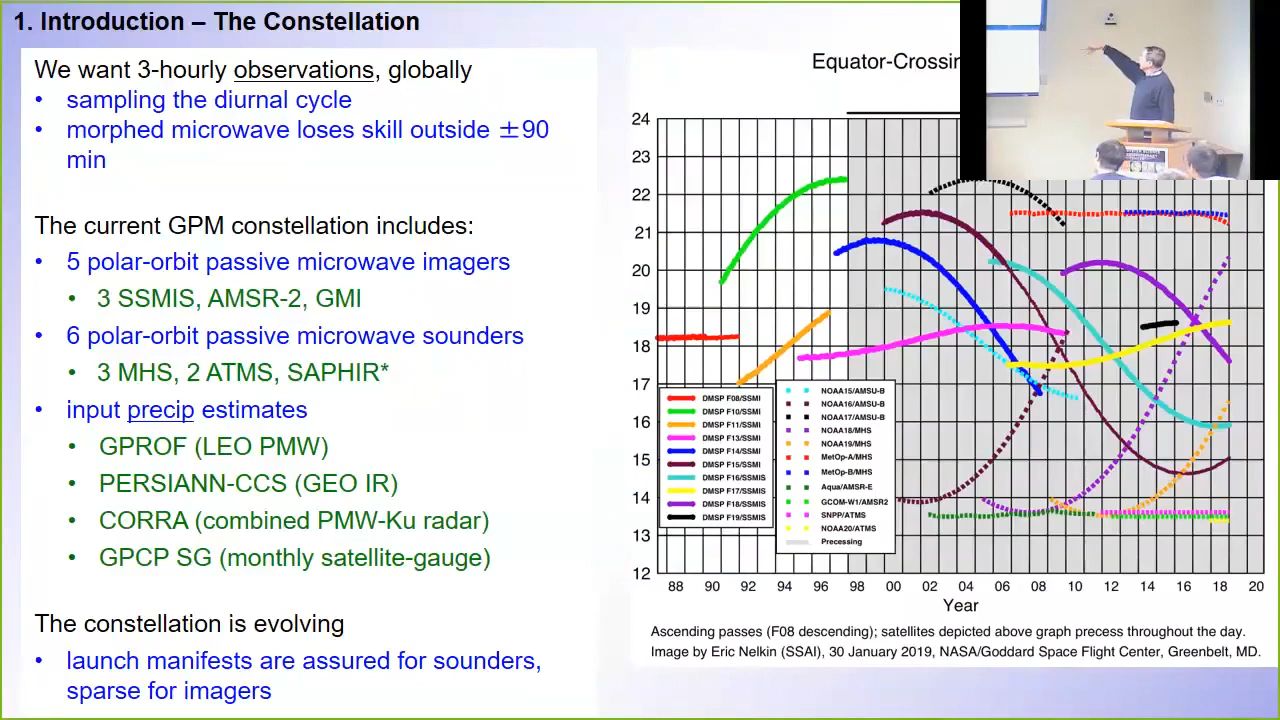 1. Introduction – The Constellation
We want 3-hourly observations, globally
• sampling the diurnal cycle
• morphed microwave loses skill outside ±90
min
The current GPM constellation includes:
• 5 polar-orbit passive microwave imagers
• 3 SSMIS, AMSR-2, GMI
• 6 polar-orbit passive microwave sounders
• 3 MHS, 2 ATMS, SAPHIR*
• input precip estimates
• GPROF (LEO PMW)
• PERSIANN-CCS (GEO IR)
• CORRA (combined PMW-Ku radar)
• GPCP SG (monthly satellite-gauge)
The constellation is evolving
• launch manifests are assured for sounders,
sparse for imagers
Equator-Crossin
24
23
22
21
20
19
18
17
16
15
14
13
12
DMSP F08/SSMI
DMSP F10/SSMI
DMSP F11/SSMI
DMSP F13/SSMI
DMSP F14/SSMI
DMSP F15/SSMI
DMSP F16/SSMIS
DMSP F17/SSMIS
DMSP F18/SSMIS
DMSP F19/SSMIS
NOAA15/AMSU-B
NOAA16/AMSU-B
NOAA17/AMSU-B
NOAA18/MHS
NOAA19/MHS
MetOp-A/MHS
MetOp-B/MHS
Aqua/AMSR-E
GCOM-W1/AMSR2
SNPP/ATMS
NOAA20/ATMS
Precessing
88 90 92 94 96 98 00 02 04 06 08 10 12 14 16 18 20
Year
Ascending passes (F08 descending); satellites depicted above graph precess throughout the day.
Image by Eric Nelkin (SSAI), 30 January 2019, NASA/Goddard Space Flight Center, Greenbelt, MD.